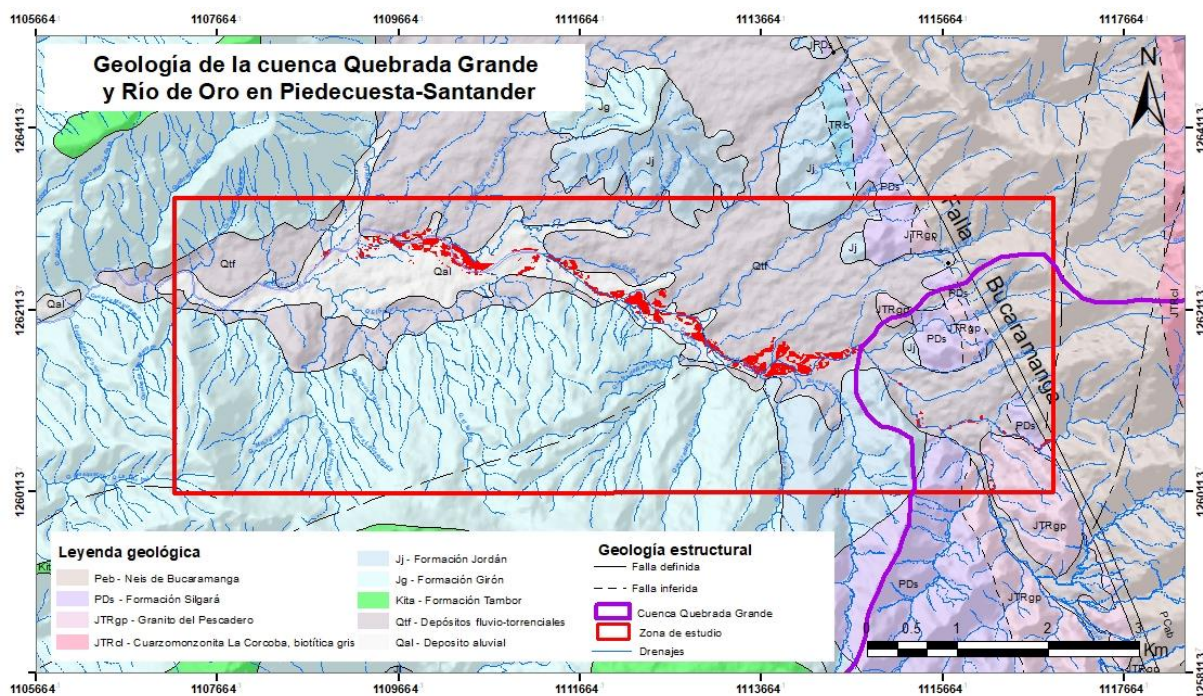 1105664
1107664
1109664
1111664
1113664
1115664
1117664
Geología de la cuenca Quebrada Grande
y Río de Oro en Piedecuesta-Santander
N
1264113
1264113
PDs
Jg
TRb
Jj
Jj
PDs
Falla
JTRgp
Jj
Qtf
Qtf
Qal
Qal
PDs
Bucaramanga
JTRcl
1262113
JTRgp
JTRgp
PDs
Jj
PDs
1260113
Jj
JTRgp
PDs
JTRgp
Leyenda geológica
Peb - Neis de Bucaramanga
PDs - Formación Silgará
JTRgp - Granito del Pescadero
JTRcl - Cuarzomonzonita La Corcoba, biotítica gris
Jj - Formación Jordán
Jg - Formación Girón
Kita - Formación Tambor
Qtf - Depósitos fluvio-torrenciales
Qal - Deposito aluvial
Geología estructural
Falla definida
Falla inferida
Cuenca Quebrada Grande
Zona de estudio
Drenajes
0 0.5 1 2 3
Km
1105664
1107664
1109664
1111664
1113664
1115664
1117664